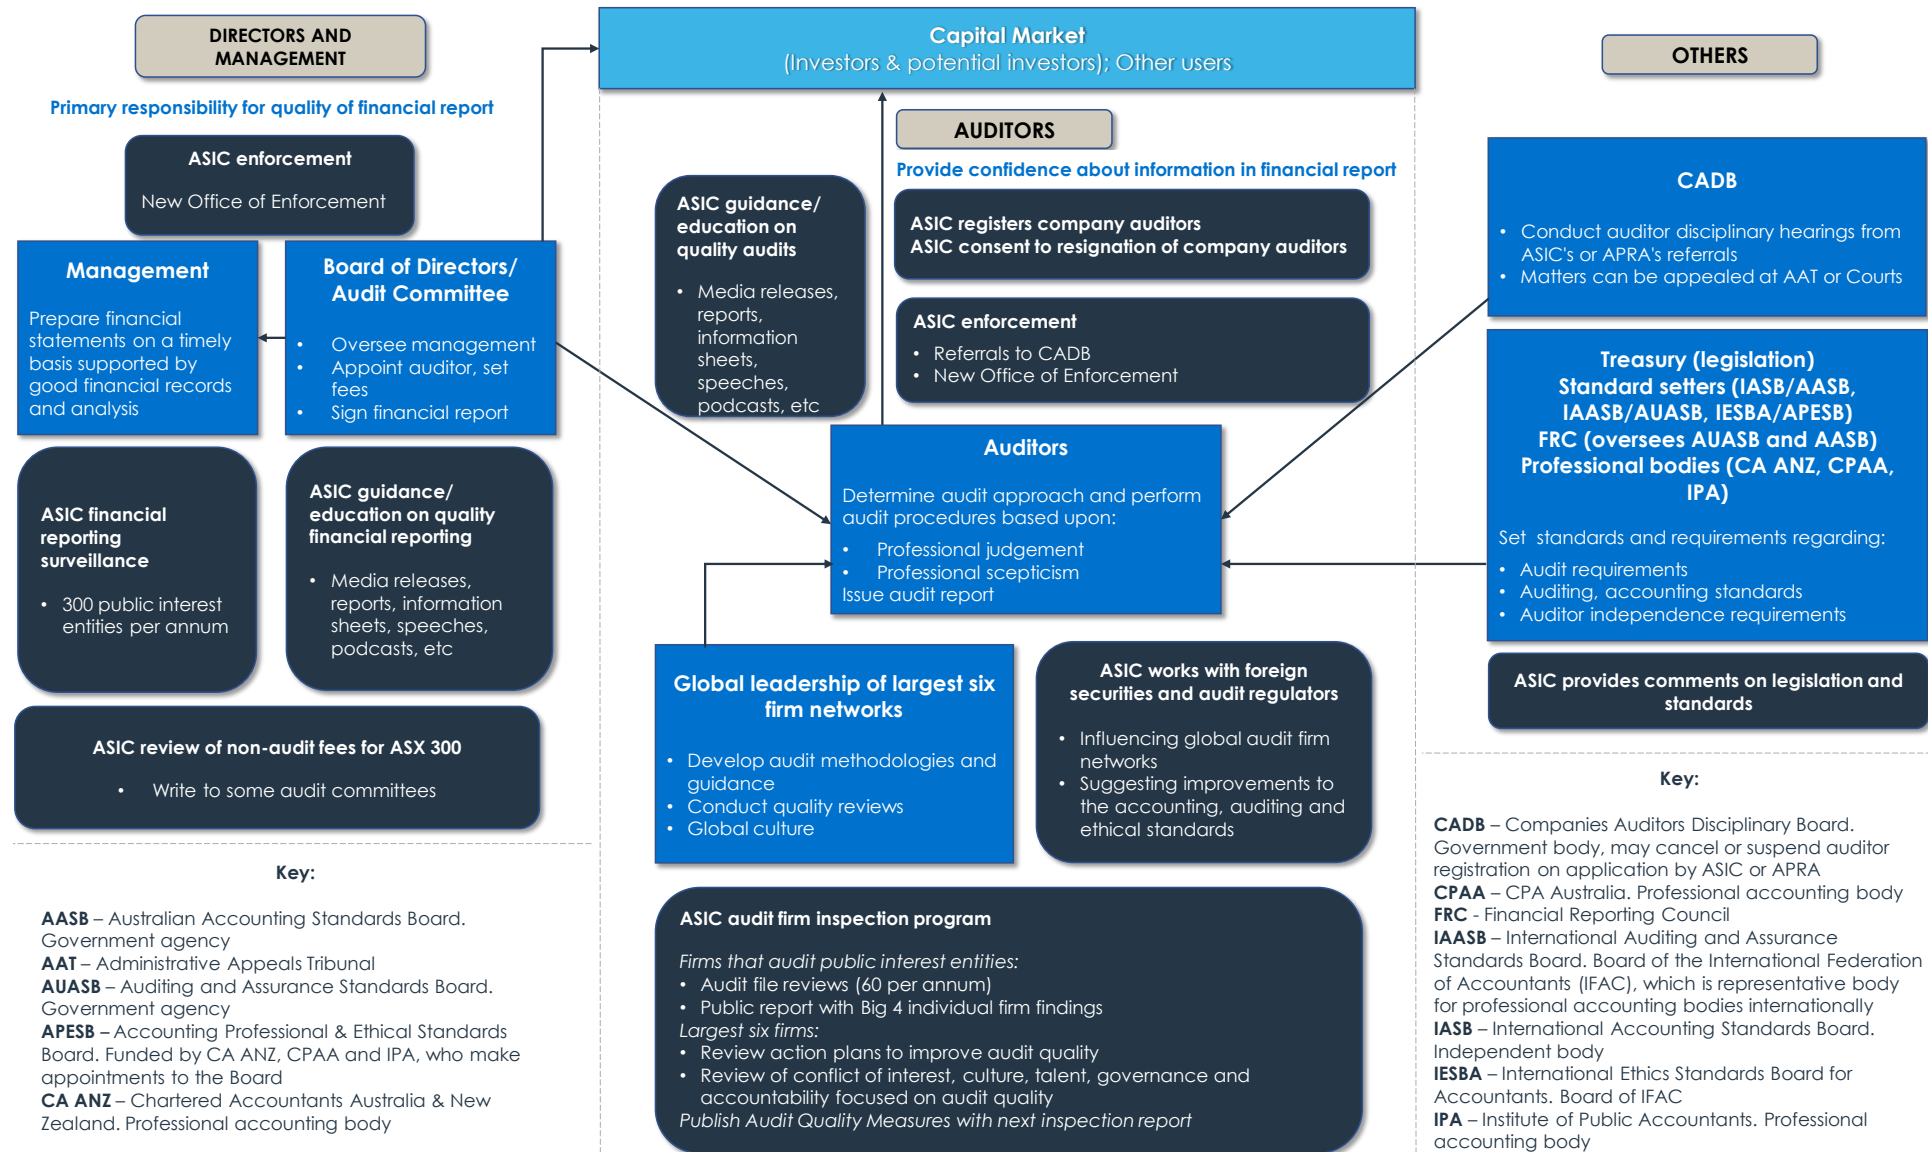 DIRECTORS AND
MANAGEMENT
Primary responsibility for quality of financial report
ASIC enforcement
New Office of Enforcement
Management
Prepare financial
statements on a timely
basis supported by
good financial records
and analysis
Board of Directors/
Audit Committee
• Oversee management
• Appoint auditor, set
fees
• Sign financial report
ASIC financial
reporting
surveillance
• 300 public interest
entities per annum
ASIC guidance/
education on quality
financial reporting
• Media releases,
reports, information
sheets, speeches,
podcasts, etc
ASIC review of non-audit fees for ASX 300
• Write to some audit committees
Key:
AASB – Australian Accounting Standards Board.
Government agency
AAT – Administrative Appeals Tribunal
AUASB – Auditing and Assurance Standards Board.
Government agency
APESB – Accounting Professional & Ethical Standards
Board. Funded by CA ANZ, CPAA and IPA, who make
appointments to the Board
CA ANZ – Chartered Accountants Australia & New
Zealand. Professional accounting body
Capital Market
(Investors & potential investors); Other users
AUDITORS
Provide confidence about information in financial report
ASIC guidance/
education on
quality audits
• Media releases,
reports,
information
sheets,
speeches,
podcasts, etc
ASIC registers company auditors
ASIC consent to resignation of company auditors
ASIC enforcement
• Referrals to CADB
• New Office of Enforcement
Auditors
Determine audit approach and perform
audit procedures based upon:
• Professional judgement
• Professional scepticism
Issue audit report
Global leadership of largest six
firm networks
• Develop audit methodologies and
guidance
• Conduct quality reviews
• Global culture
ASIC works with foreign
securities and audit regulators
• Influencing global audit firm
networks
• Suggesting improvements to
the accounting, auditing and
ethical standards
ASIC audit firm inspection program
Firms that audit public interest entities:
• Audit file reviews (60 per annum)
• Public report with Big 4 individual firm findings
Largest six firms:
• Review action plans to improve audit quality
• Review of conflict of interest, culture, talent, governance and
accountability focused on audit quality
Publish Audit Quality Measures with next inspection report
OTHERS
CADB
• Conduct auditor disciplinary hearings from
ASIC's or APRA's referrals
• Matters can be appealed at AAT or Courts
Treasury (legislation)
Standard setters (IASB/AASB,
IAASB/AUASB, IESBA/APESB)
FRC (oversees AUASB and AASB)
Professional bodies (CA ANZ, CPAA,
IPA)
Set standards and requirements regarding:
• Audit requirements
• Auditing, accounting standards
• Auditor independence requirements
ASIC provides comments on legislation and
standards
Key:
CADB – Companies Auditors Disciplinary Board.
Government body, may cancel or suspend auditor
registration on application by ASIC or APRA
CPAA – CPA Australia. Professional accounting body
FRC - Financial Reporting Council
IAASB – International Auditing and Assurance
Standards Board. Board of the International Federation
of Accountants (IFAC), which is representative body
for professional accounting bodies internationally
IASB – International Accounting Standards Board.
Independent body
IESBA – International Ethics Standards Board for
Accountants. Board of IFAC
IPA – Institute of Public Accountants. Professional
accounting body